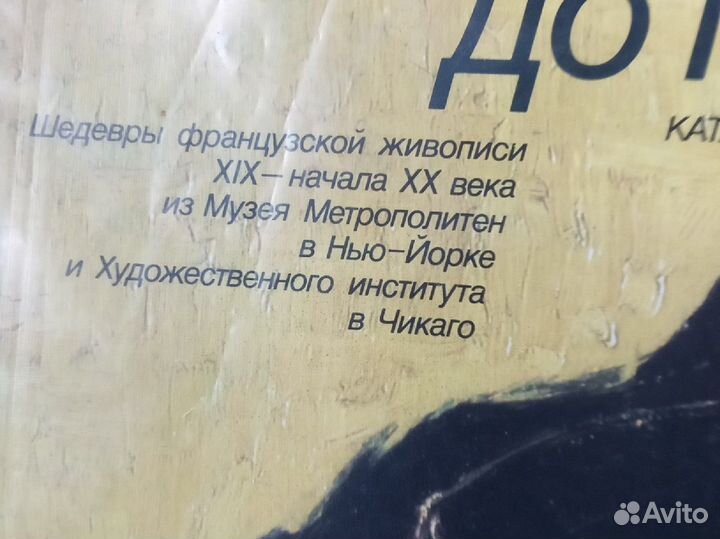 до
Шедевры французской живописи
XIX—начала XX века
из Музея Метрополитен
в Нью-Йорке
и Художественного института
в Чикаго
Avito